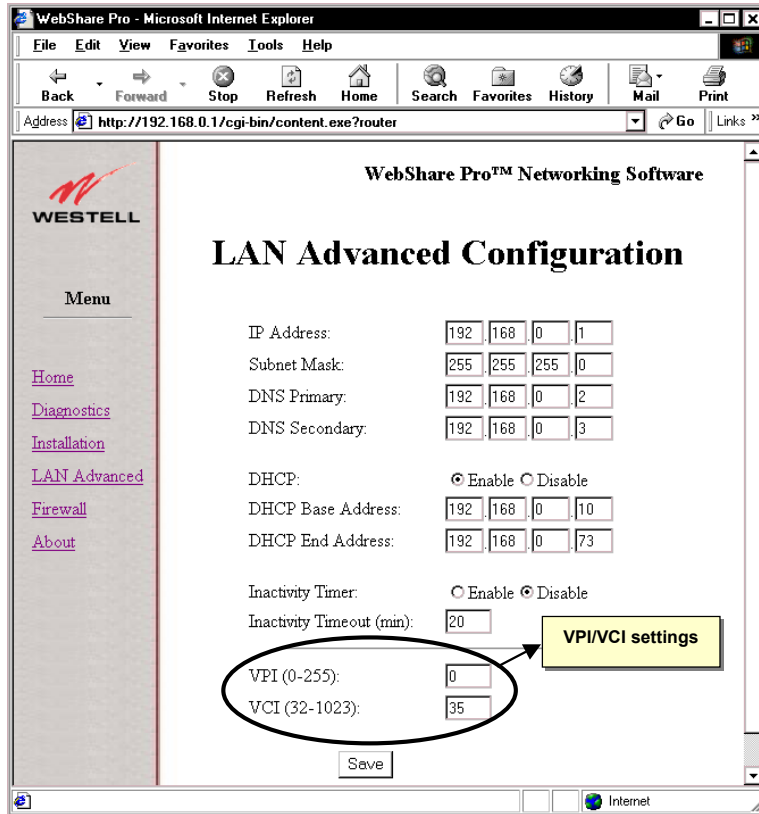 WebShare Pro - Microsoft Internet Explorer
File Edit View Favorites Tools Help
Back Forward Stop Refresh Home Search Favorites History Mail Print
Address http://192.168.0.1/cgi-bin/content.exe?router Go Links »
WESTELL
Menu
Home
Diagnostics
Installation
LAN Advanced
Firewall
About
WebShare Pro™ Networking Software
LAN Advanced Configuration
IP Address: 192 . 168 . 0 . 1
Subnet Mask: 255 . 255 . 255 . 0
DNS Primary: 192 . 168 . 0 . 2
DNS Secondary: 192 . 168 . 0 . 3
DHCP: Enable Disable
DHCP Base Address: 192 . 168 . 0 . 10
DHCP End Address: 192 . 168 . 0 . 73
Inactivity Timer: Enable Disable
Inactivity Timeout (min): 20
VPI/VCI settings
VPI (0-255): 0
VCI (32-1023): 35
Save
Internet